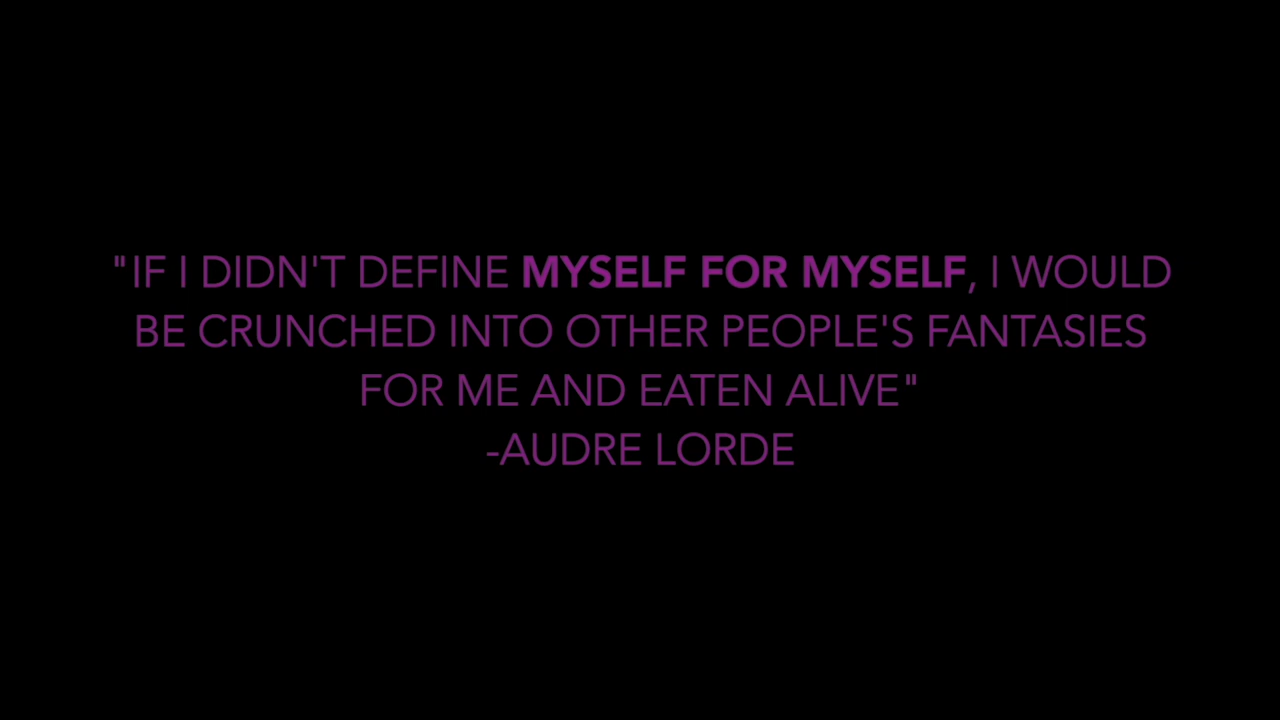 "IF I DIDN'T DEFINE MYSELF FOR MYSELF, I WOULD
BE CRUNCHED INTO OTHER PEOPLE'S FANTASIES
FOR ME AND EATEN ALIVE"
-AUDRE LORDE